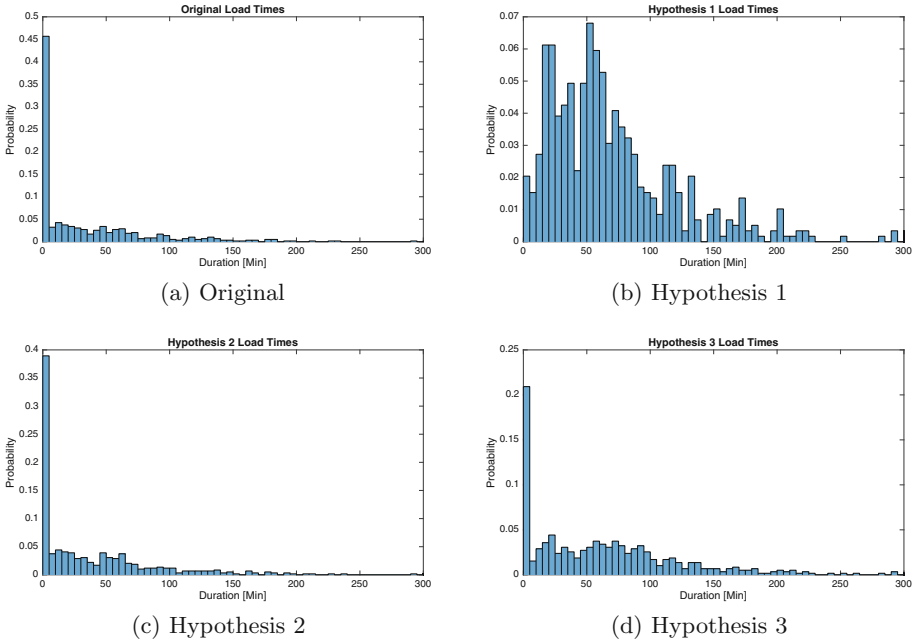 Original Load Times
0.5
0.45
0.4
0.35
0.3
0.25
0.2
0.15
0.1
0.05
0
Probability
0 50 100 150 200 250 300
Duration [Min]
(a) Original
Hypothesis 1 Load Times
0.07
0.06
0.05
0.04
0.03
0.02
0.01
0
Probability
0 50 100 150 200 250 300
Duration [Min]
(b) Hypothesis 1
Hypothesis 2 Load Times
0.4
0.35
0.3
0.25
0.2
0.15
0.1
0.05
0
Probability
0 50 100 150 200 250 300
Duration [Min]
(c) Hypothesis 2
Hypothesis 3 Load Times
0.25
0.2
0.15
0.1
0.05
0
Probability
0 50 100 150 200 250 300
Duration [Min]
(d) Hypothesis 3